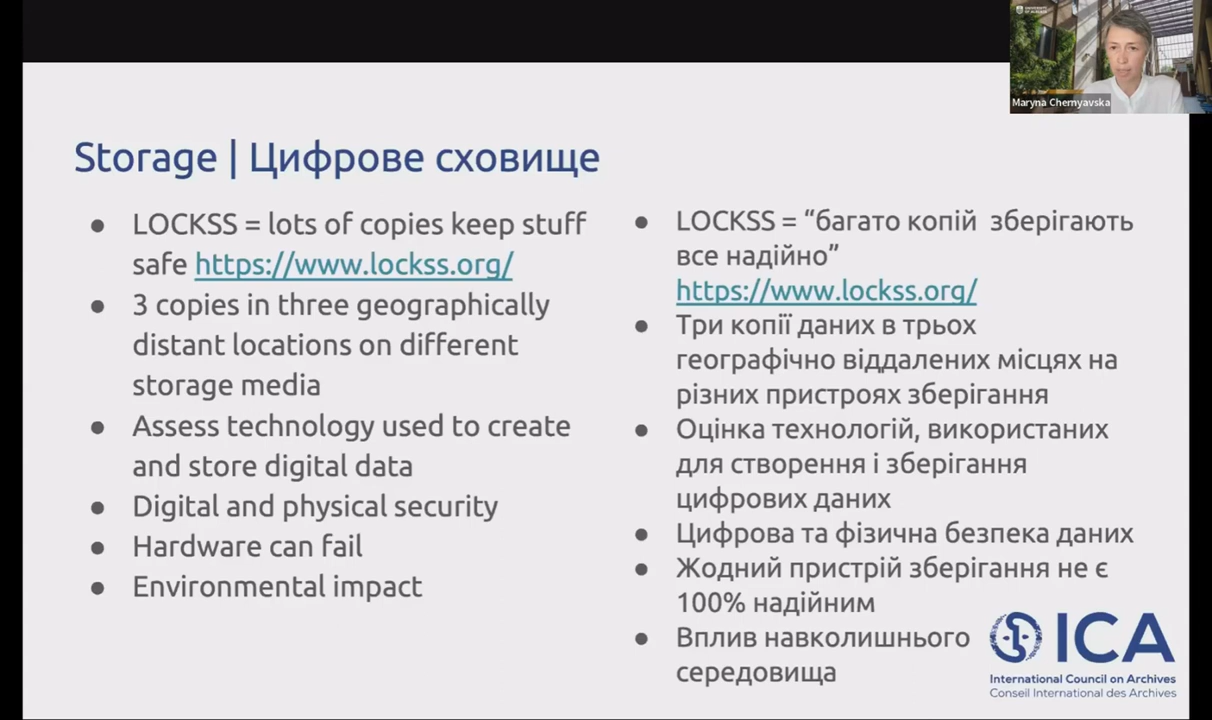 Maryna Chernyavska
Storage | Цифрове сховище
● LOCKSS = lots of copies keep stuff
safe https://www.lockss.org/
● 3 copies in three geographically
distant locations on different
storage media
● Assess technology used to create
and store digital data
● Digital and physical security
● Hardware can fail
● Environmental impact
● LOCKSS = “багато копій зберігають
все надійно”
https://www.lockss.org/
● Три копії даних в трьох
географічно віддалених місцях на
різних пристроях зберігання
● Оцінка технологій, використаних
для створення і зберігання
цифрових даних
● Цифрова та фізична безпека даних
● Жодний пристрій зберігання не є
100% надійним
● Вплив навколишнього
середовища
ICA
International Council on Archives
Conseil International des Archives